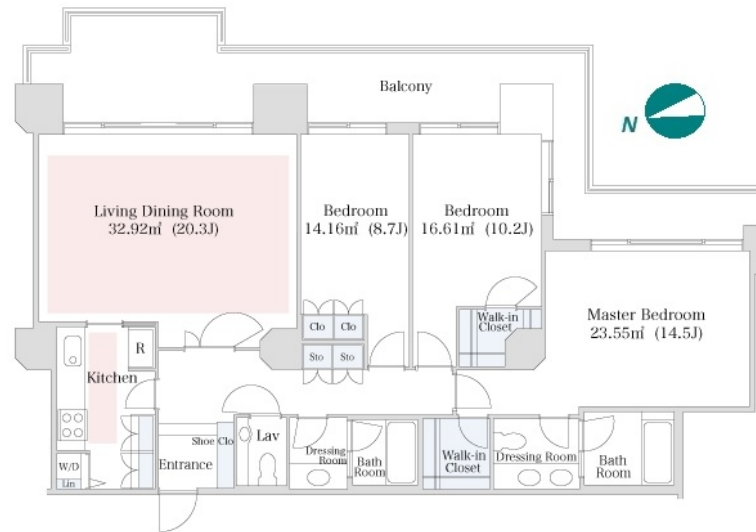 Balcony
N
Living Dining Room
32.92㎡ (20.3J)
Bedroom
14.16㎡ (8.7J)
Bedroom
16.61㎡ (10.2J)
Master Bedroom
23.55㎡ (14.5J)
Walk-in
Closet
Clo Clo
Sto Sto
R
Kitchen
W/D
Lin
Shoe Clo
Entrance
Lav
Dressing
Room
Bath
Room
Walk-in
Closet
Dressing Room
Bath
Room